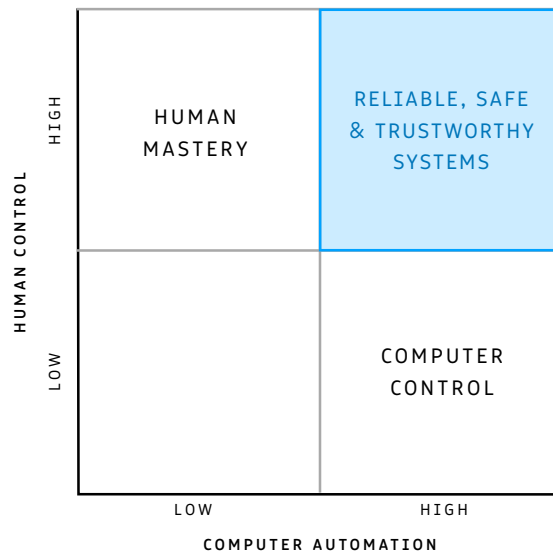 HIGH
HUMAN
MASTERY
RELIABLE, SAFE
& TRUSTWORTHY
SYSTEMS
HUMAN CONTROL
LOW
COMPUTER
CONTROL
LOW
HIGH
COMPUTER AUTOMATION